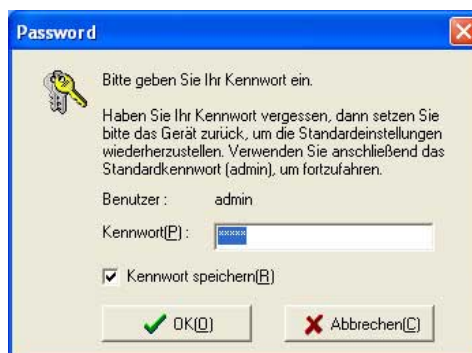 Password
Bitte geben Sie Ihr Kennwort ein.
Haben Sie Ihr Kennwort vergessen, dann setzen Sie
bitte das Gerät zurück, um die Standardeinstellungen
wiederherzustellen. Verwenden Sie anschließend das
Standardkennwort (admin), um fortzufahren.
Benutzer : admin
Kennwort(P) : *****
Kennwort speichern(R)
OK(O) Abbrechen(C)